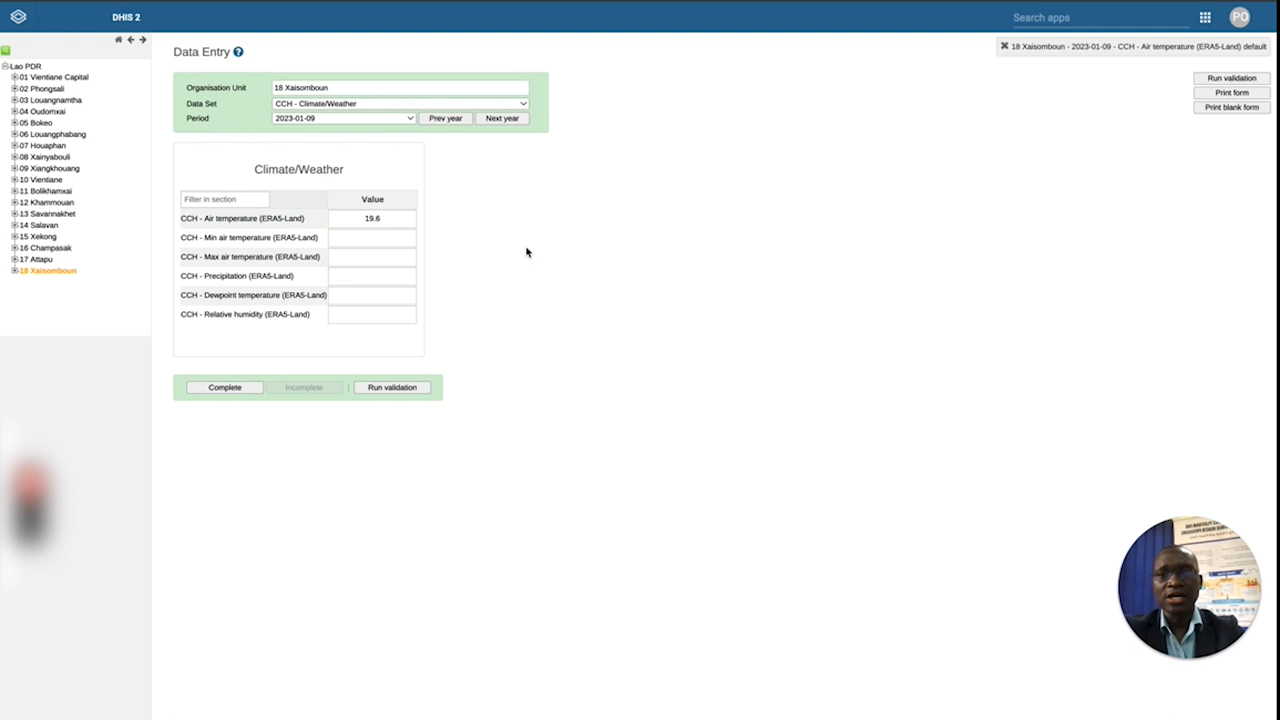 DHIS 2
Search apps
PO
Lao PDR
01 Vientiane Capital
02 Phongsali
03 Louangnamtha
04 Oudomxai
05 Bokeo
06 Louangphabang
07 Houaphan
08 Xainyabouli
09 Xiangkhouang
10 Vientiane
11 Bolikhamxai
12 Khammouan
13 Savannakhet
14 Salavan
15 Xekong
16 Champasak
17 Attapu
18 Xaisomboun
Data Entry ?
18 Xaisomboun - 2023-01-09 - CCH - Air temperature (ERA5-Land) default
Organisation Unit 18 Xaisomboun
Data Set CCH - Climate/Weather
Period 2023-01-09 Prev year Next year
Run validation
Print form
Print blank form
Climate/Weather
Filter in section Value
CCH - Air temperature (ERA5-Land) 19.6
CCH - Min air temperature (ERA5-Land)
CCH - Max air temperature (ERA5-Land)
CCH - Precipitation (ERA5-Land)
CCH - Dewpoint temperature (ERA5-Land)
CCH - Relative humidity (ERA5-Land)
Complete Incomplete | Run validation